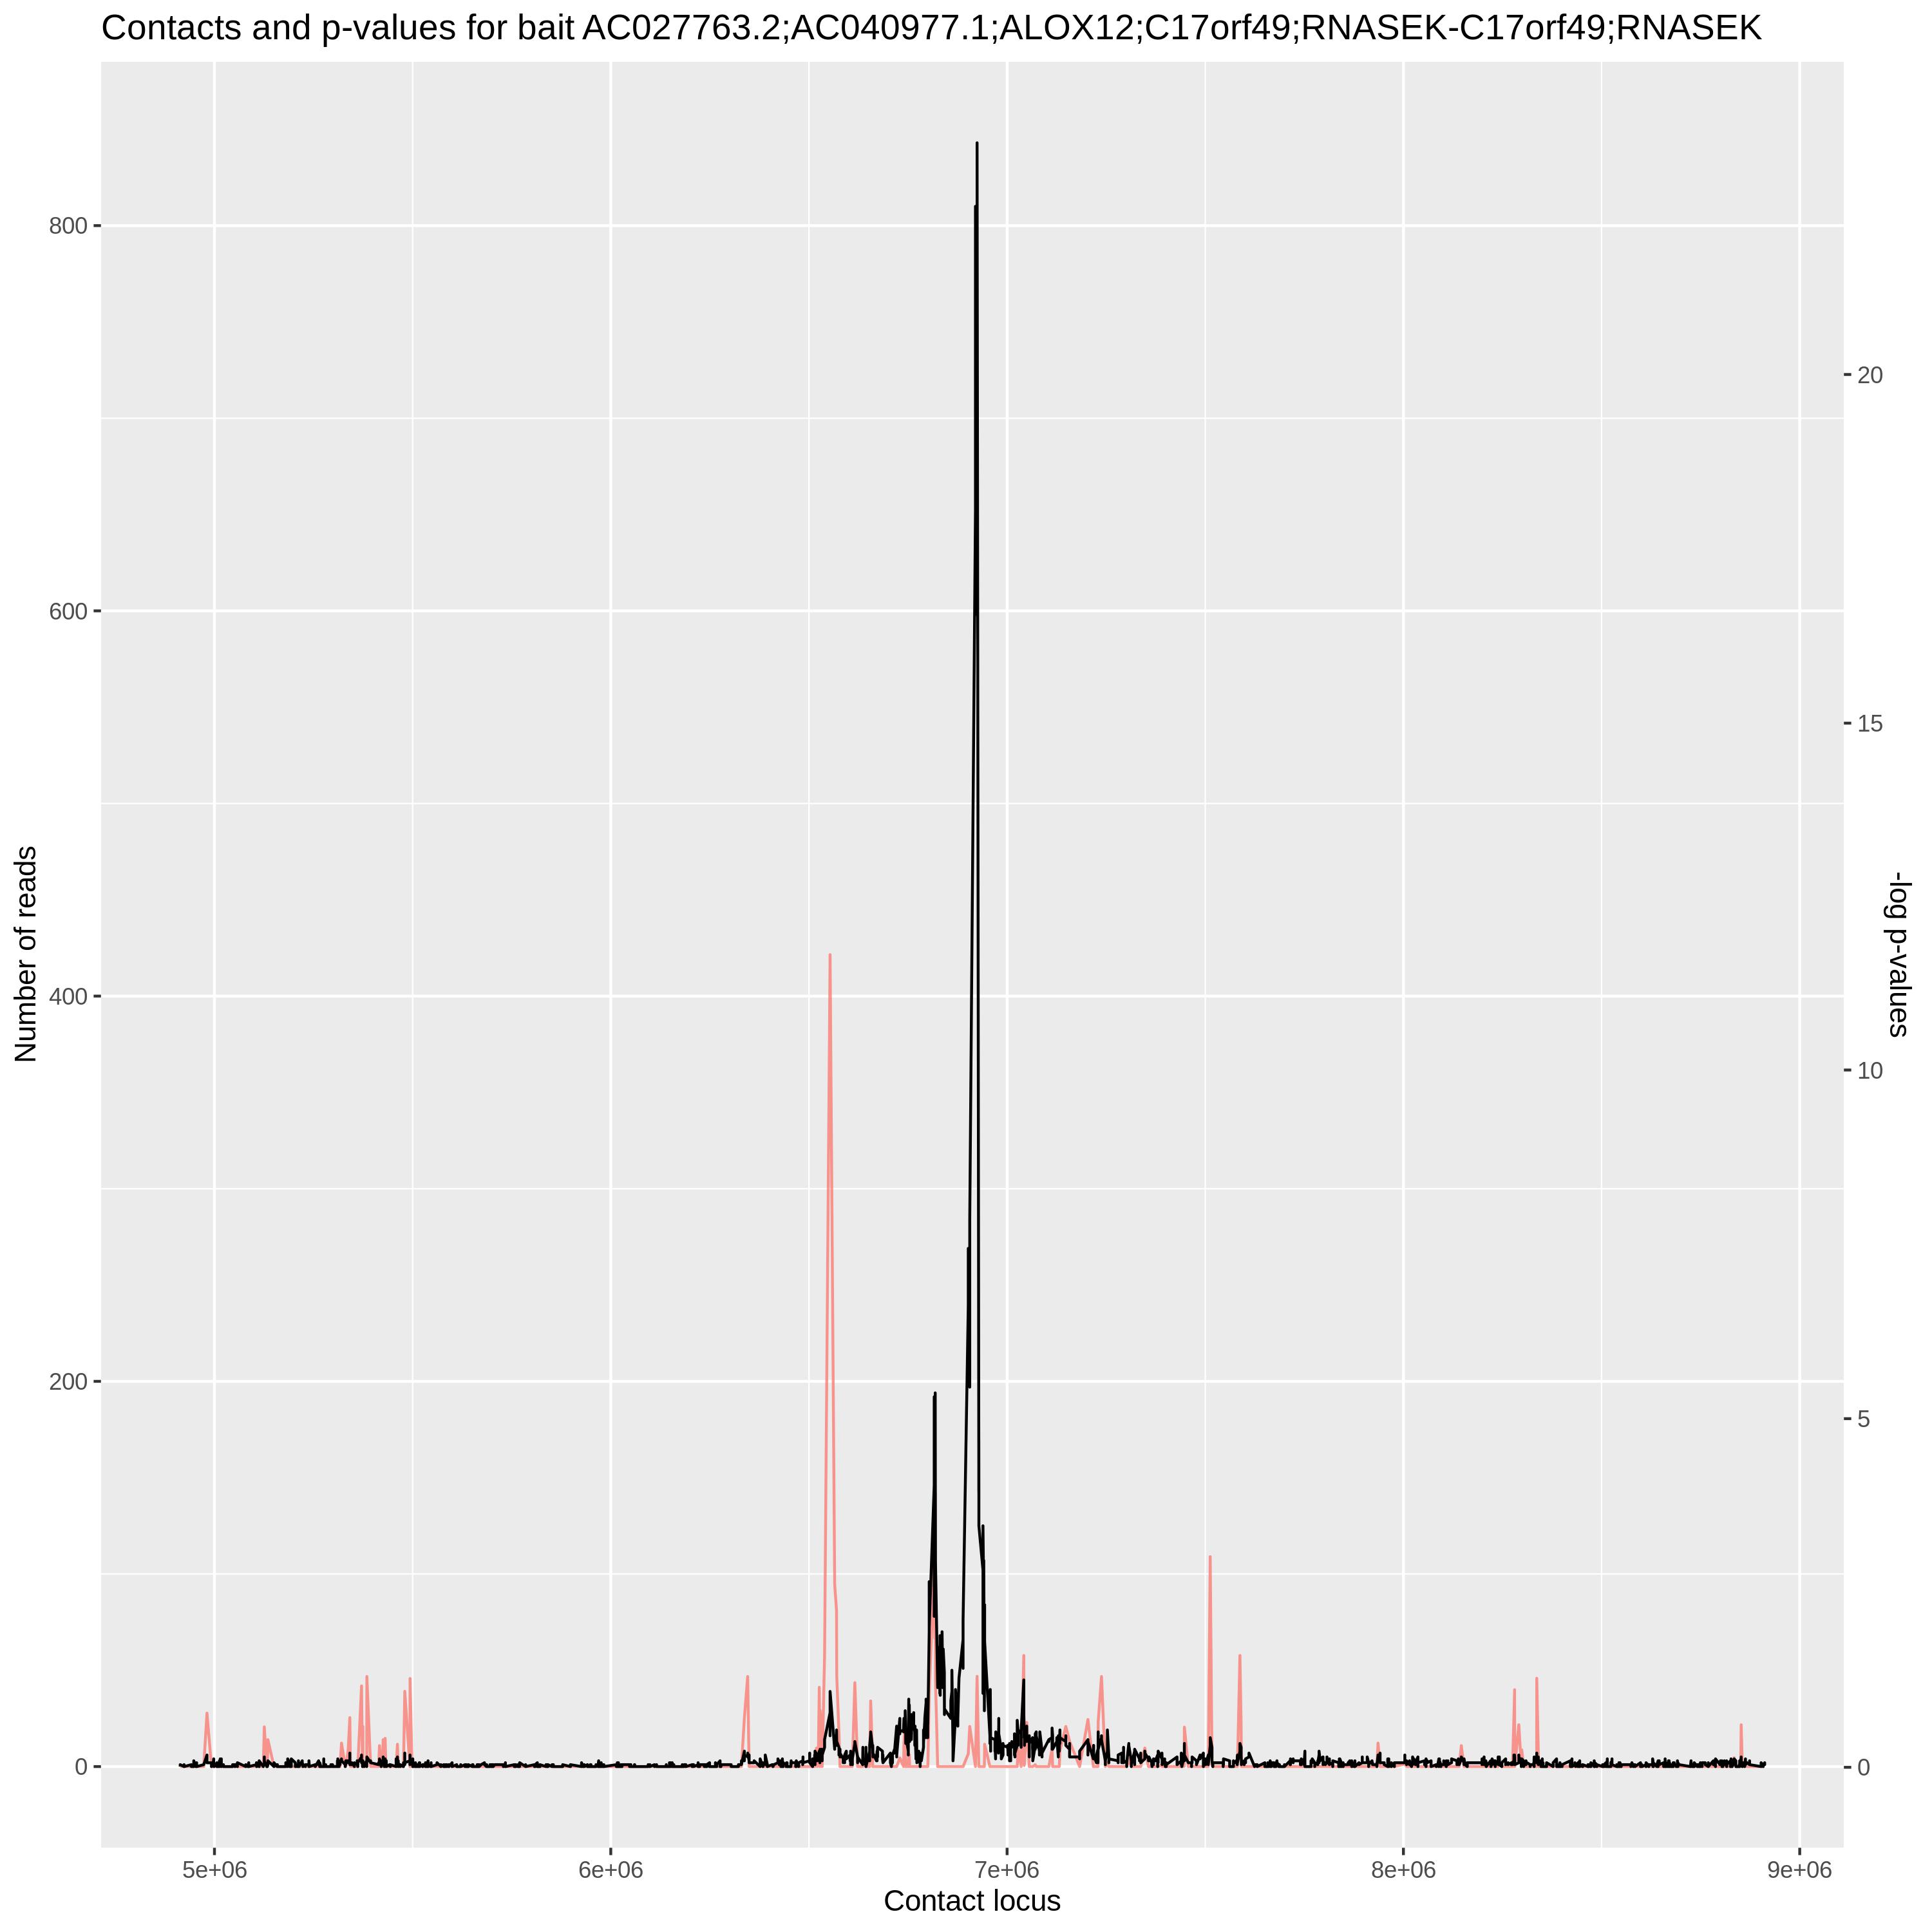 Contacts and p-values for bait AC027763.2;AC040977.1;ALOX12;C17orf49;RNASEK-C17orf49;RNASEK
Number of reads
800
600
400
200
0
20
15
10
5
0
-log p-values
5e+06 6e+06 7e+06 8e+06 9e+06
Contact locus